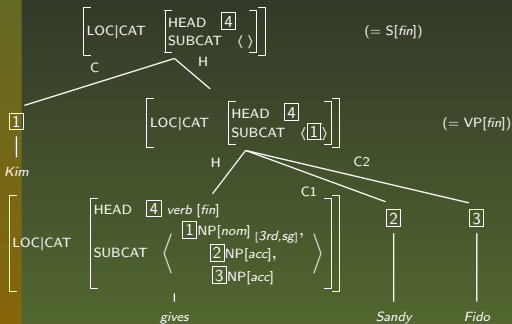 LOC|CAT [HEAD 4 (= S[fin])
SUBCAT ⟨ ⟩]
C H
LOC|CAT [HEAD 4 (= VP[fin])
SUBCAT ⟨1⟩]
1
Kim
H C1 C2
HEAD 4 verb [fin]
LOC|CAT SUBCAT ⟨1NP[nom] [3rd,sg],
2NP[acc],
3NP[acc]⟩
2 3
gives Sandy Fido